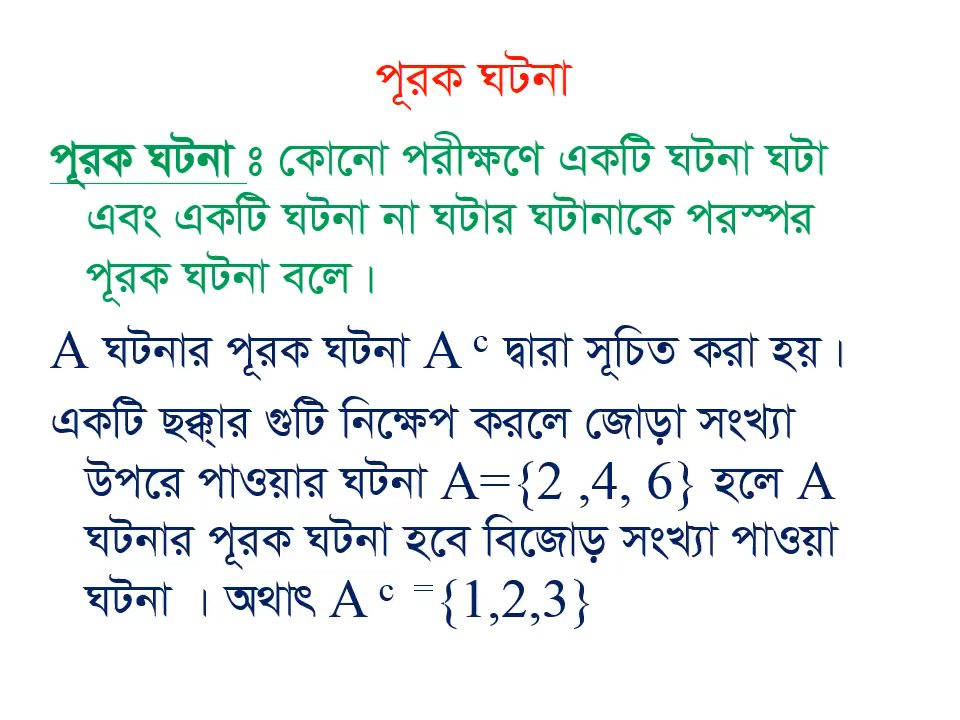 পূরক ঘটনা
পূরক ঘটনা ঃ কোনো পরীক্ষণে একটি ঘটনা ঘটা
এবং একটি ঘটনা না ঘটার ঘটানাকে পরস্পর
পূরক ঘটনা বলে।
A ঘটনার পূরক ঘটনা A ᶜ দ্বারা সূচিত করা হয়।
একটি ছক্কার গুটি নিক্ষেপ করলে জোড়া সংখ্যা
উপরে পাওয়ার ঘটনা A={2 ,4, 6} হলে A
ঘটনার পূরক ঘটনা হবে বিজোড় সংখ্যা পাওয়া
ঘটনা । অথাৎ A ᶜ ⁼{1,2,3}